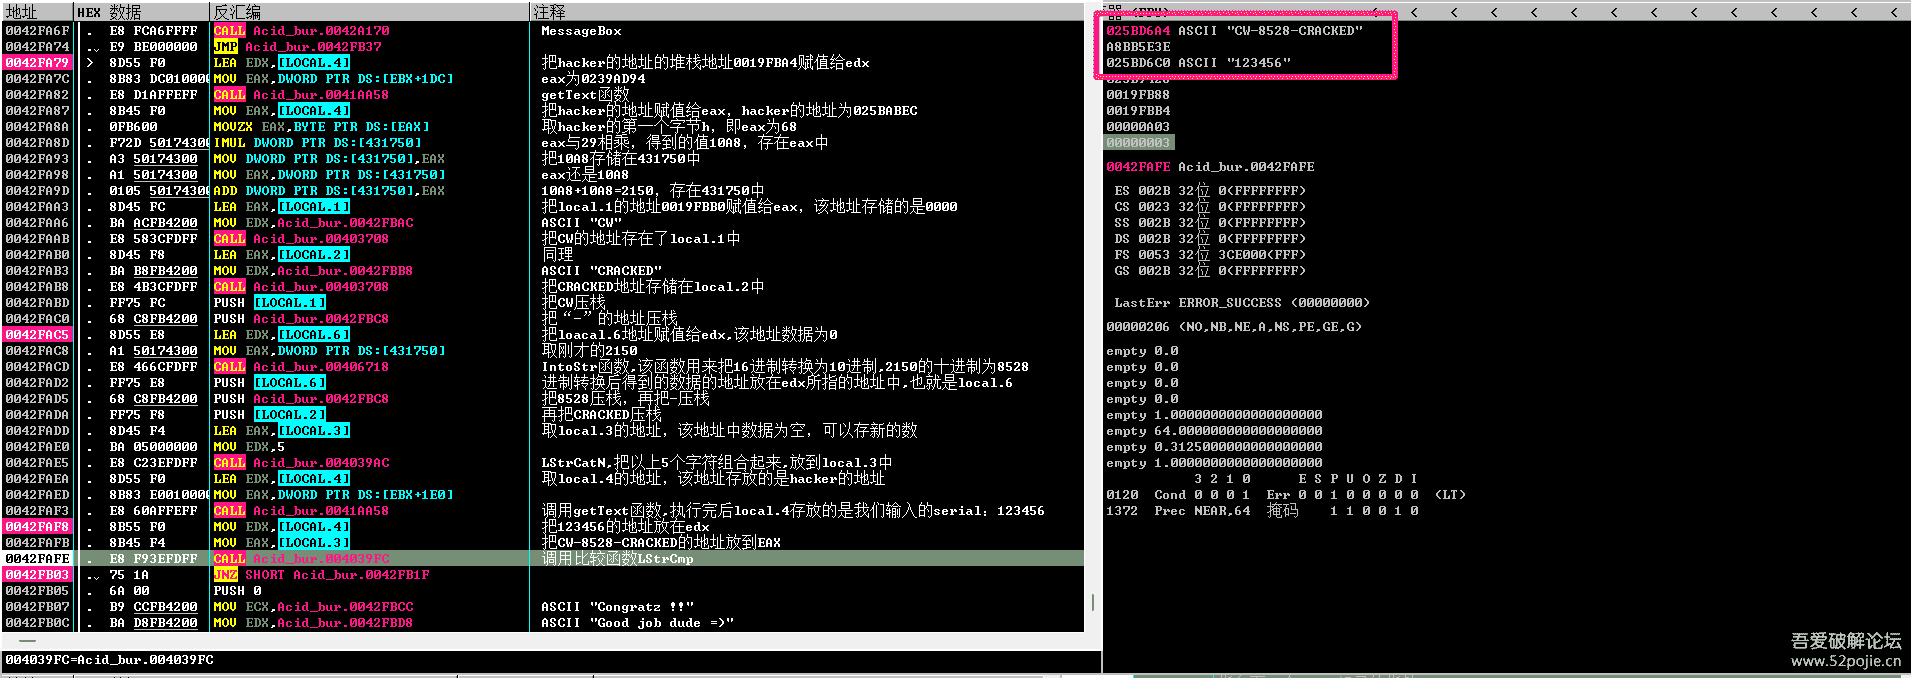 地址 HEX 数据 反汇编 注释
0042FA6F . E8 FCA6FFFF CALL Acid_bur.0042A170 MessageBox
0042FA74 .⌄ E9 BE000000 JMP Acid_bur.0042FB37
0042FA79 > 8D55 F0 LEA EDX,[LOCAL.4] 把hacker的地址的堆栈地址0019FBA4赋值给edx
0042FA7C . 8B83 DC010000 MOV EAX,DWORD PTR DS:[EBX+1DC] eax为0239AD94
0042FA82 . E8 D1AFFEFF CALL Acid_bur.0041AA58 getText函数
0042FA87 . 8B45 F0 MOV EAX,[LOCAL.4] 把hacker的地址赋值给eax, hacker的地址为025BABEC
0042FA8A . 0FB600 MOVZX EAX,BYTE PTR DS:[EAX] 取hacker的第一个字节h, 即eax为68
0042FA8D . F72D 50174300 IMUL DWORD PTR DS:[431750] eax与29相乘, 得到的值10A8, 存在eax中
0042FA93 . A3 50174300 MOV DWORD PTR DS:[431750],EAX 把10A8存储在431750中
0042FA98 . A1 50174300 MOV EAX,DWORD PTR DS:[431750] eax还是10A8
0042FA9D . 0105 50174300 ADD DWORD PTR DS:[431750],EAX 10A8+10A8=2150, 存在431750中
0042FAA3 . 8D45 FC LEA EAX,[LOCAL.1] 把local.1的地址0019FBB0赋值给eax, 该地址存储的是0000
0042FAA6 . BA ACFB4200 MOV EDX,Acid_bur.0042FBAC ASCII "CW"
0042FAAB . E8 583CFDFF CALL Acid_bur.00403708 把CW的地址存在了local.1中
0042FAB0 . 8D45 F8 LEA EAX,[LOCAL.2] 同理
0042FAB3 . BA B8FB4200 MOV EDX,Acid_bur.0042FBB8 ASCII "CRACKED"
0042FAB8 . E8 4B3CFDFF CALL Acid_bur.00403708 把CRACKED地址存储在local.2中
0042FABD . FF75 FC PUSH [LOCAL.1] 把CW压栈
0042FAC0 . 68 C8FB4200 PUSH Acid_bur.0042FBC8 把“-”的地址压栈
0042FAC5 . 8D55 E8 LEA EDX,[LOCAL.6] 把loacal.6地址赋值给edx,该地址数据为0
0042FAC8 . A1 50174300 MOV EAX,DWORD PTR DS:[431750] 取刚才的2150
0042FACD . E8 466CFDFF CALL Acid_bur.00406718 IntoStr函数,该函数用来把16进制转换为10进制,2150的十进制为8528
0042FAD2 . FF75 E8 PUSH [LOCAL.6] 进制转换后得到的数据的地址放在edx所指的地址中,也就是local.6
0042FAD5 . 68 C8FB4200 PUSH Acid_bur.0042FBC8 把8528压栈, 再把-压栈
0042FADA . FF75 F8 PUSH [LOCAL.2] 再把CRACKED压栈
0042FADD . 8D45 F4 LEA EAX,[LOCAL.3] 取local.3的地址, 该地址中数据为空, 可以存新的数
0042FAE0 . BA 05000000 MOV EDX,5
0042FAE5 . E8 C23EFDFF CALL Acid_bur.004039AC LStrCatN,把以上5个字符组合起来,放到local.3中
0042FAEA . 8D55 F0 LEA EDX,[LOCAL.4] 取local.4的地址, 该地址存放的是hacker的地址
0042FAED . 8B83 E0010000 MOV EAX,DWORD PTR DS:[EBX+1E0]
0042FAF3 . E8 60AFFEFF CALL Acid_bur.0041AA58 调用getText函数,执行完后local.4存放的是我们输入的serial: 123456
0042FAF8 . 8B55 F0 MOV EDX,[LOCAL.4] 把123456的地址放在edx
0042FAFB . 8B45 F4 MOV EAX,[LOCAL.3] 把CW-8528-CRACKED的地址放到EAX
0042FAFE . E8 F93EFDFF CALL Acid_bur.004039FC 调用比较函数LStrCmp
0042FB03 .⌄ 75 1A JNZ SHORT Acid_bur.0042FB1F
0042FB05 . 6A 00 PUSH 0
0042FB07 . B9 CCFB4200 MOV ECX,Acid_bur.0042FBCC ASCII "Congratz !!"
0042FB0C . BA D8FB4200 MOV EDX,Acid_bur.0042FBD8 ASCII "Good job dude =)"
004039FC=Acid_bur.004039FC
< < < < < < < < < < < < <
025BD6A4 ASCII "CW-8528-CRACKED"
A8BB5E3E
025BD6C0 ASCII "123456"
0019FB88
0019FBB4
00000A03
00000003
0042FAFE Acid_bur.0042FAFE
ES 002B 32位 0(FFFFFFFF)
CS 0023 32位 0(FFFFFFFF)
SS 002B 32位 0(FFFFFFFF)
DS 002B 32位 0(FFFFFFFF)
FS 0053 32位 3CE000(FFF)
GS 002B 32位 0(FFFFFFFF)
LastErr ERROR_SUCCESS (00000000)
00000206 (NO,NB,NE,A,NS,PE,GE,G)
empty 0.0
empty 0.0
empty 0.0
empty 0.0
empty 1.0000000000000000000
empty 64.000000000000000000
empty 0.3125000000000000000
empty 1.0000000000000000000
3 2 1 0 E S P U O Z D I
0120 Cond 0 0 0 1 Err 0 0 1 0 0 0 0 0 (LT)
1372 Prec NEAR,64 掩码 1 1 0 0 1 0
吾爱破解论坛
www.52pojie.cn